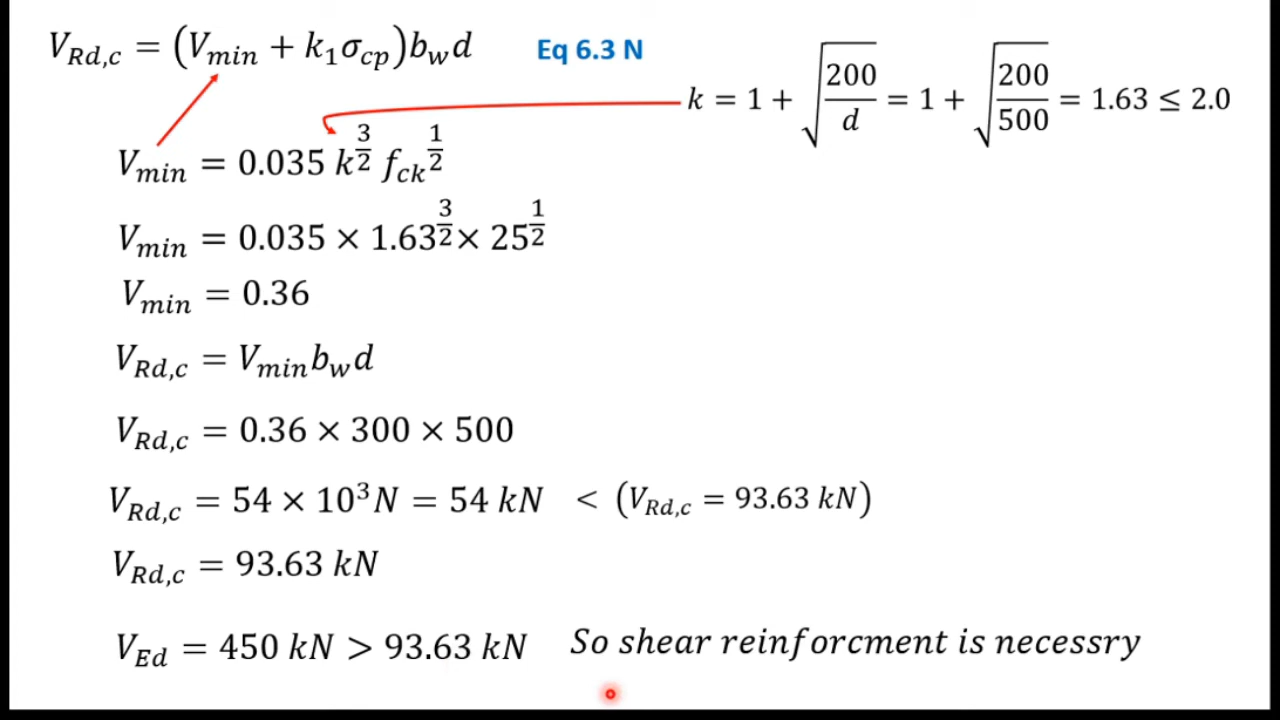 V_{Rd,c} = (V_{min} + k_1σ_{cp})b_w d   Eq 6.3 N
k = 1 + √(200/d) = 1 + √(200/500) = 1.63 ≤ 2.0
V_{min} = 0.035 k^{3/2} f_{ck}^{1/2}
V_{min} = 0.035 × 1.63^{3/2} × 25^{1/2}
V_{min} = 0.36
V_{Rd,c} = V_{min} b_w d
V_{Rd,c} = 0.36 × 300 × 500
V_{Rd,c} = 54 × 10^3 N = 54 kN < (V_{Rd,c} = 93.63 kN)
V_{Rd,c} = 93.63 kN
V_{Ed} = 450 kN > 93.63 kN   So shear reinforcment is necessry